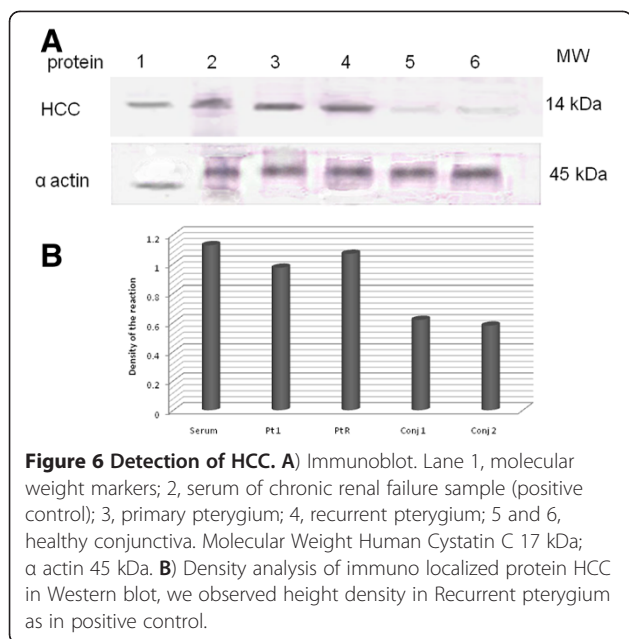 A
protein 1 2 3 4 5 6 MW
HCC 14 kDa
α actin 45 kDa
B
Density of the reaction
1.2
1
0.8
0.6
0.4
0.2
0
Serum Pt1 PtR Conj1 Conj2
Figure 6 Detection of HCC. A) Immunoblot. Lane 1, molecular
weight markers; 2, serum of chronic renal failure sample (positive
control); 3, primary pterygium; 4, recurrent pterygium; 5 and 6,
healthy conjunctiva. Molecular Weight Human Cystatin C 17 kDa;
α actin 45 kDa. B) Density analysis of immuno localized protein HCC
in Western blot, we observed height density in Recurrent pterygium
as in positive control.